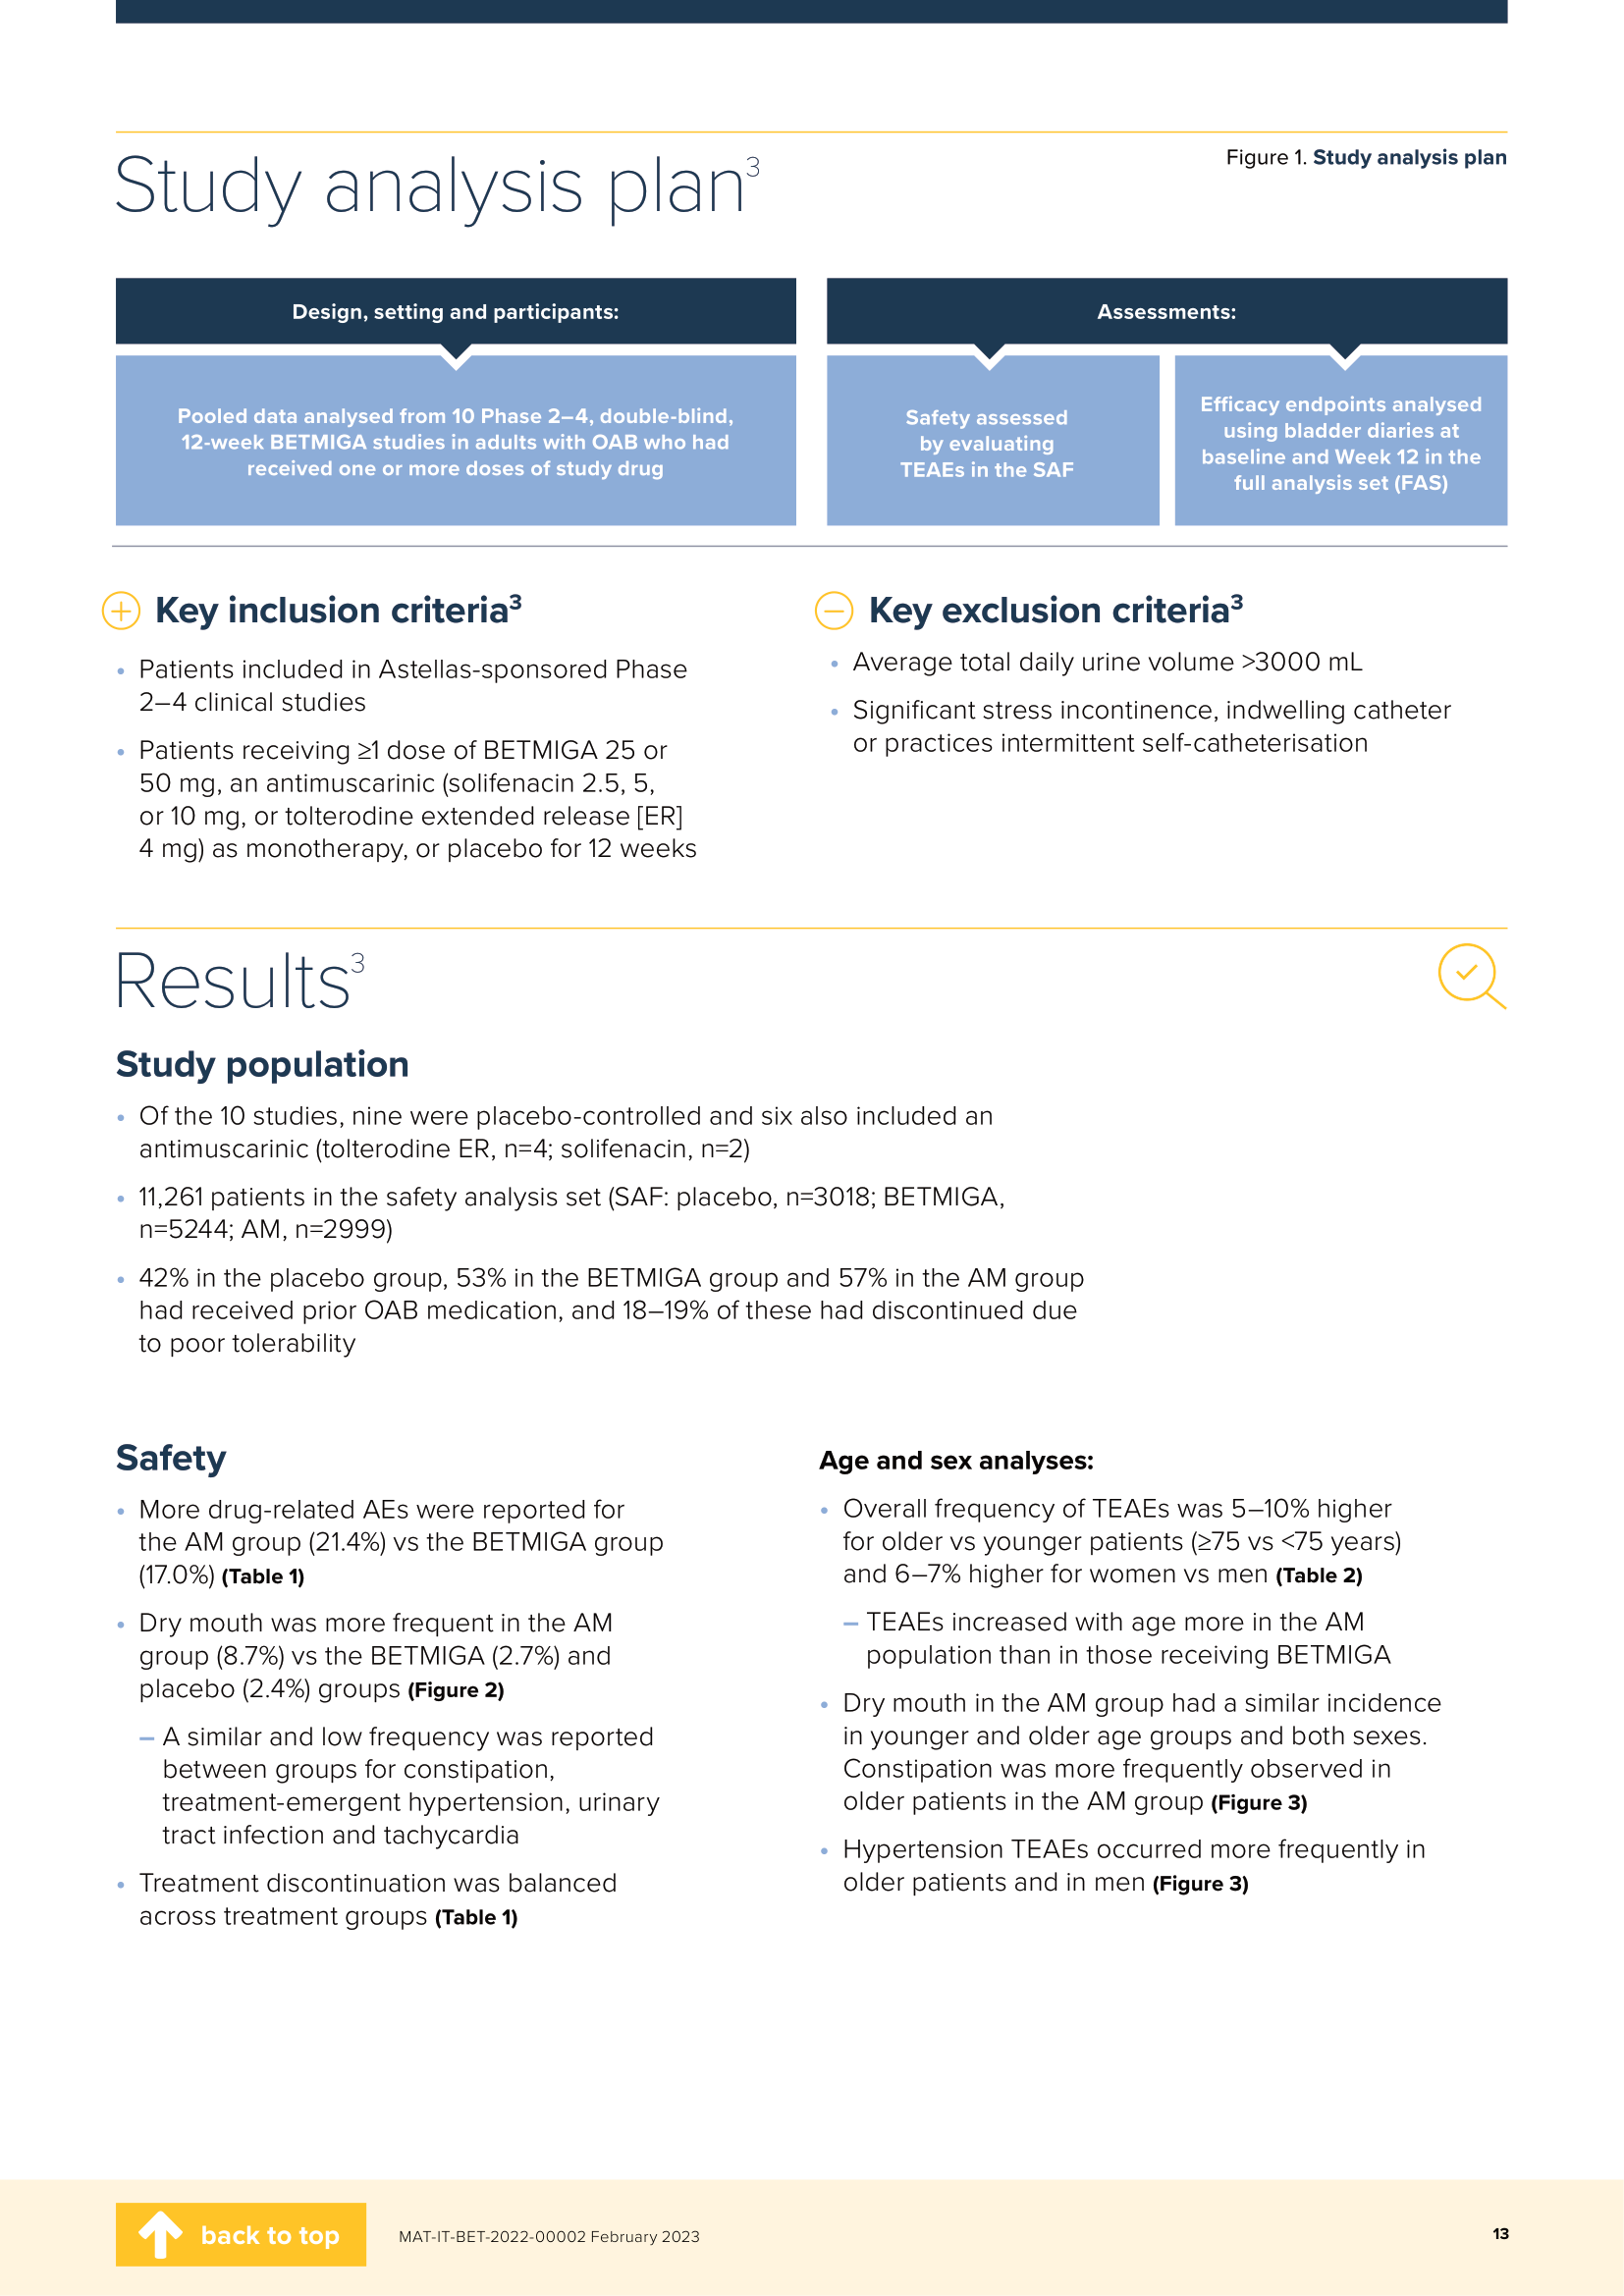 Study analysis plan3
Figure 1. Study analysis plan
Design, setting and participants:
Pooled data analysed from 10 Phase 2–4, double-blind,
12-week BETMIGA studies in adults with OAB who had
received one or more doses of study drug
Assessments:
Safety assessed
by evaluating
TEAEs in the SAF
Efficacy endpoints analysed
using bladder diaries at
baseline and Week 12 in the
full analysis set (FAS)
Key inclusion criteria3
• Patients included in Astellas-sponsored Phase
2–4 clinical studies
• Patients receiving ≥1 dose of BETMIGA 25 or
50 mg, an antimuscarinic (solifenacin 2.5, 5,
or 10 mg, or tolterodine extended release [ER]
4 mg) as monotherapy, or placebo for 12 weeks
Key exclusion criteria3
• Average total daily urine volume >3000 mL
• Significant stress incontinence, indwelling catheter
or practices intermittent self-catheterisation
Results3
Study population
• Of the 10 studies, nine were placebo-controlled and six also included an
antimuscarinic (tolterodine ER, n=4; solifenacin, n=2)
• 11,261 patients in the safety analysis set (SAF: placebo, n=3018; BETMIGA,
n=5244; AM, n=2999)
• 42% in the placebo group, 53% in the BETMIGA group and 57% in the AM group
had received prior OAB medication, and 18–19% of these had discontinued due
to poor tolerability
Safety
• More drug-related AEs were reported for
the AM group (21.4%) vs the BETMIGA group
(17.0%) (Table 1)
• Dry mouth was more frequent in the AM
group (8.7%) vs the BETMIGA (2.7%) and
placebo (2.4%) groups (Figure 2)
– A similar and low frequency was reported
between groups for constipation,
treatment-emergent hypertension, urinary
tract infection and tachycardia
• Treatment discontinuation was balanced
across treatment groups (Table 1)
Age and sex analyses:
• Overall frequency of TEAEs was 5–10% higher
for older vs younger patients (≥75 vs <75 years)
and 6–7% higher for women vs men (Table 2)
– TEAEs increased with age more in the AM
population than in those receiving BETMIGA
• Dry mouth in the AM group had a similar incidence
in younger and older age groups and both sexes.
Constipation was more frequently observed in
older patients in the AM group (Figure 3)
• Hypertension TEAEs occurred more frequently in
older patients and in men (Figure 3)
back to top
MAT-IT-BET-2022-00002 February 2023
13